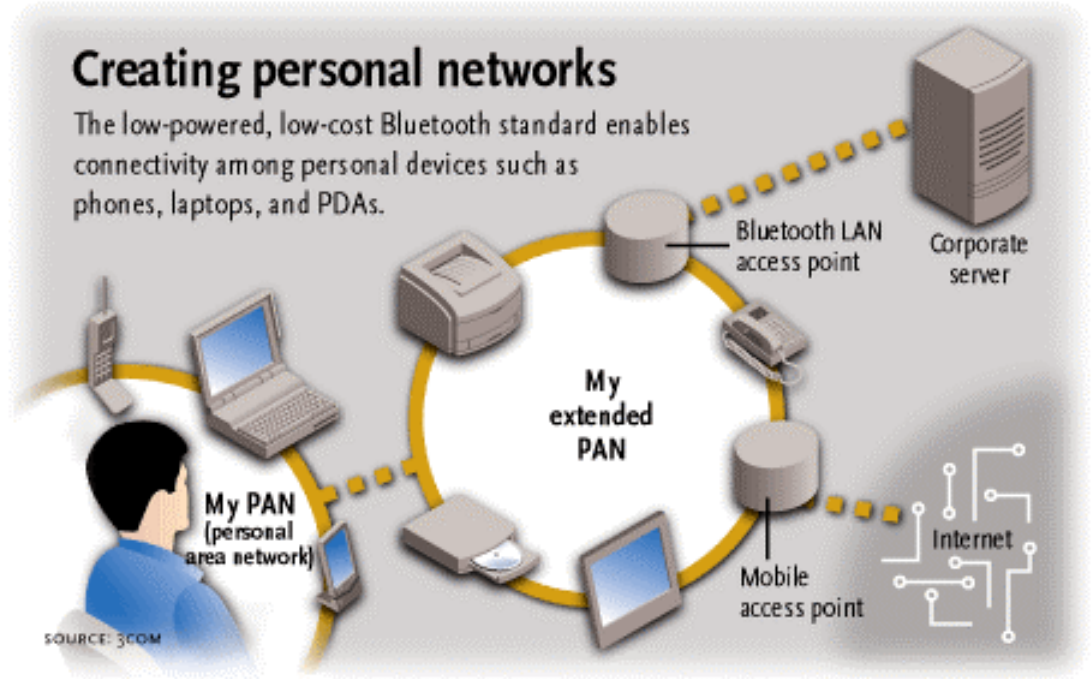 Creating personal networks
The low-powered, low-cost Bluetooth standard enables
connectivity among personal devices such as
phones, laptops, and PDAs.
Bluetooth LAN
access point
Corporate
server
My
extended
PAN
My PAN
(personal
area network)
Internet
Mobile
access point
SOURCE: 3COM